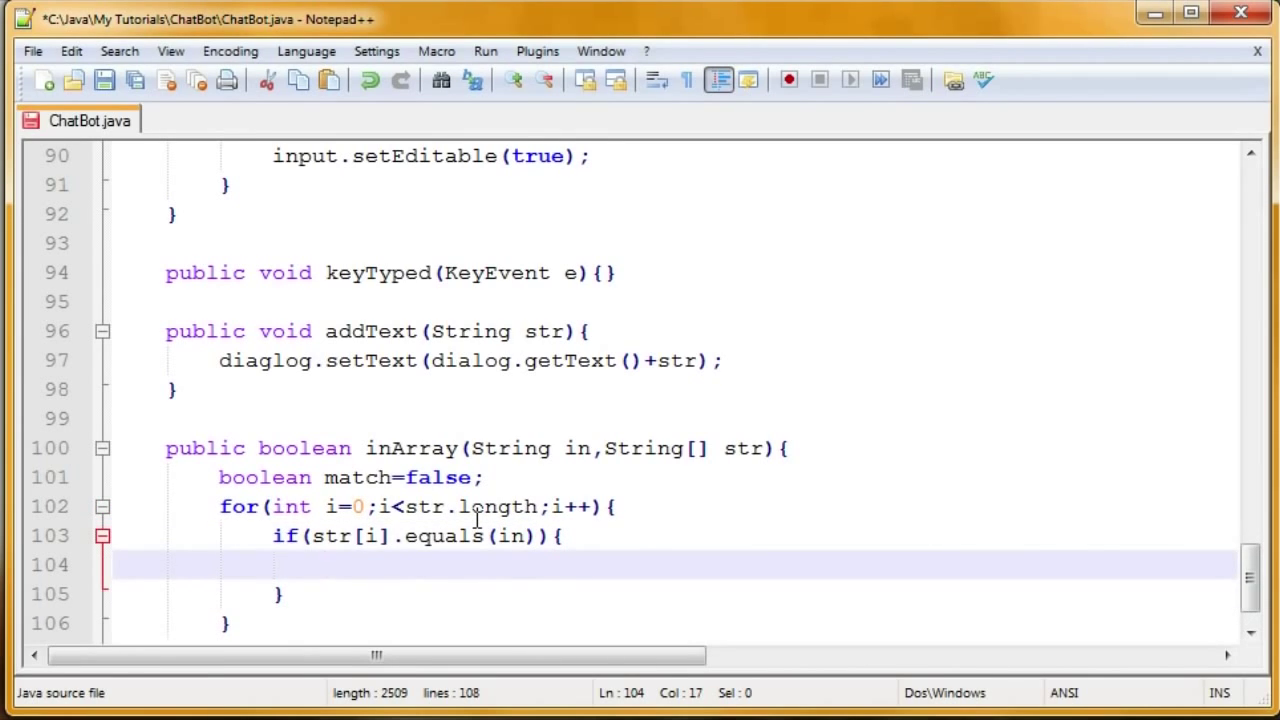 *C:\Java\My Tutorials\ChatBot\ChatBot.java - Notepad++
File Edit Search View Encoding Language Settings Macro Run Plugins Window ? X
ABC
ChatBot.java
90 input.setEditable(true);
91 }
92 }
93
94 public void keyTyped(KeyEvent e){}
95
96 public void addText(String str){
97 diaglog.setText(dialog.getText()+str);
98 }
99
100 public boolean inArray(String in,String[] str){
101 boolean match=false;
102 for(int i=0;i<str.length;i++){
103 if(str[i].equals(in)){
104
105 }
106 }
Java source file length : 2509 lines : 108 Ln : 104 Col : 17 Sel : 0 Dos\Windows ANSI INS